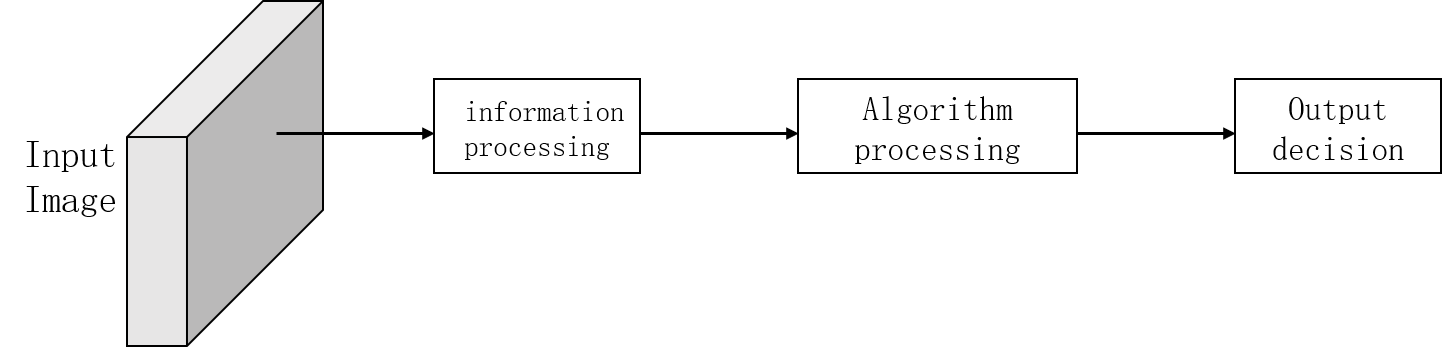 Input
Image
information
processing
Algorithm
processing
Output
decision